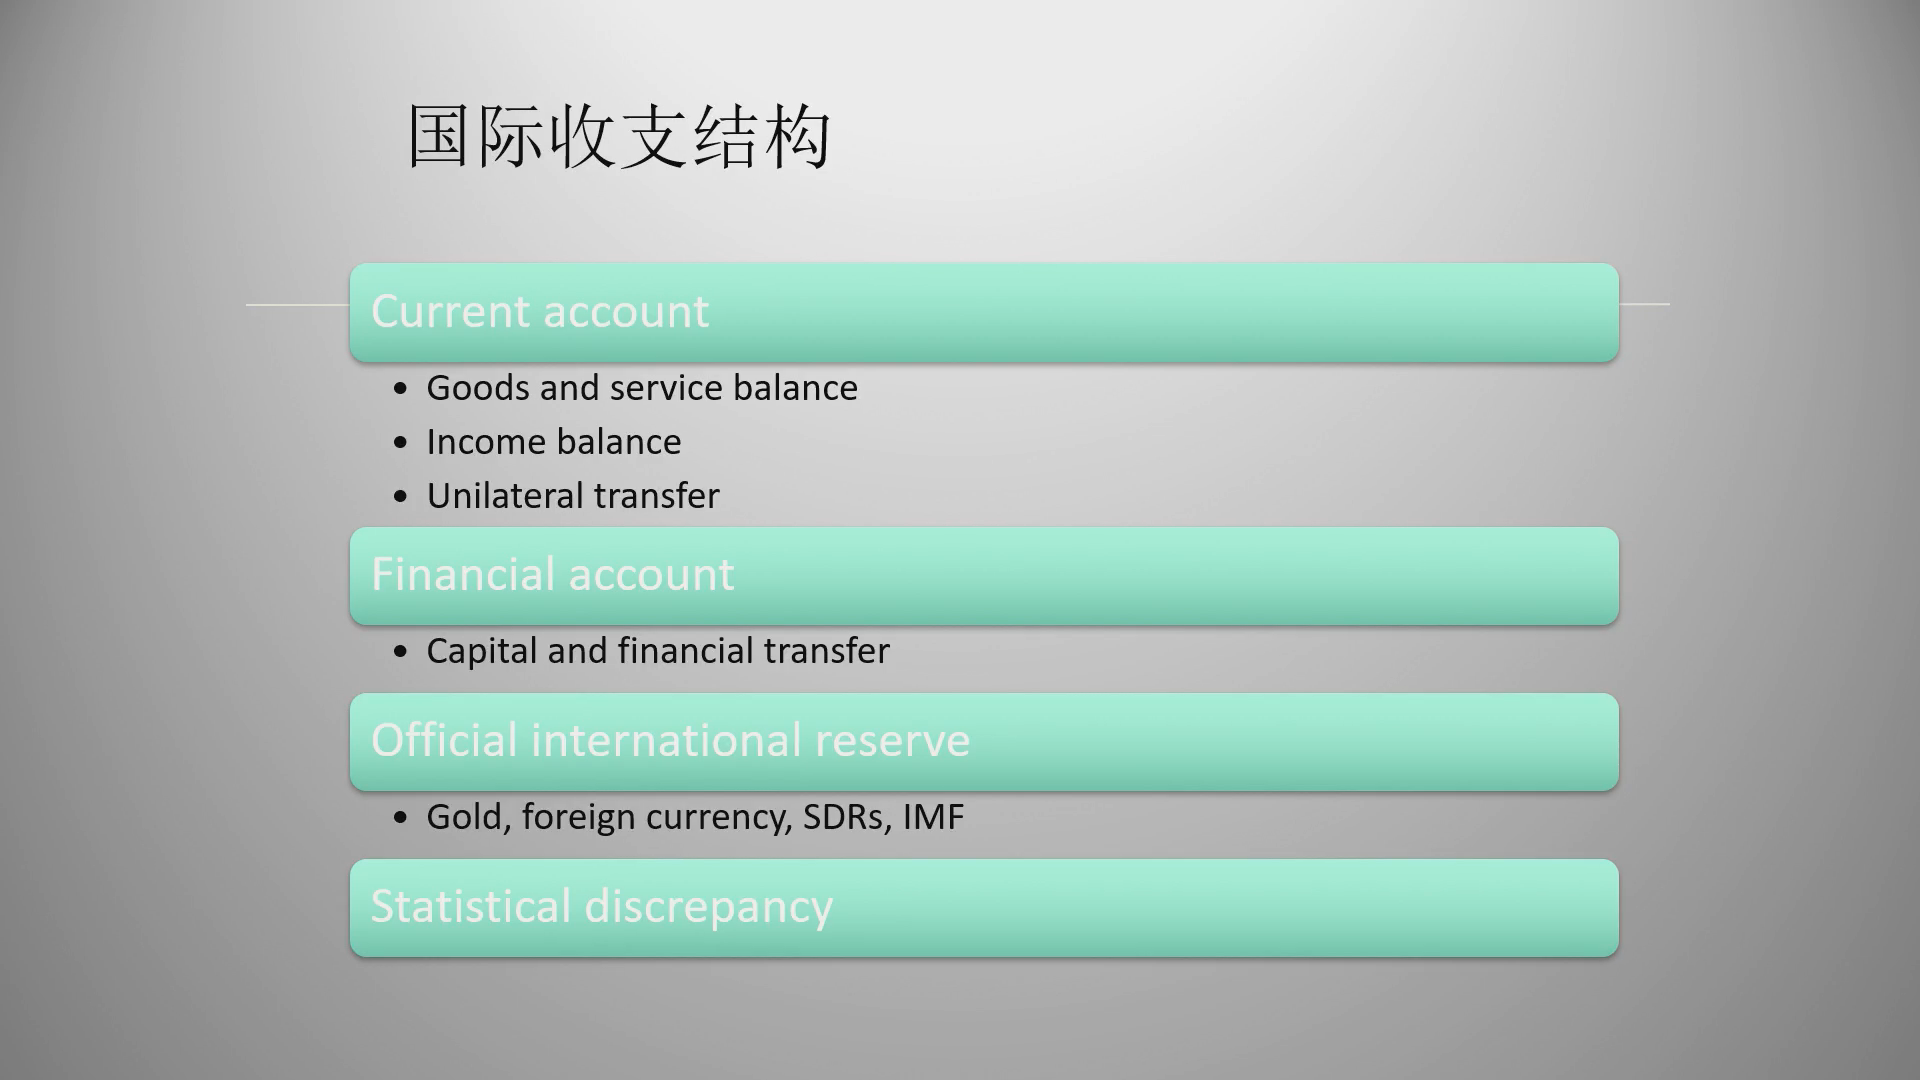 国际收支结构
Current account
• Goods and service balance
• Income balance
• Unilateral transfer
Financial account
• Capital and financial transfer
Official international reserve
• Gold, foreign currency, SDRs, IMF
Statistical discrepancy